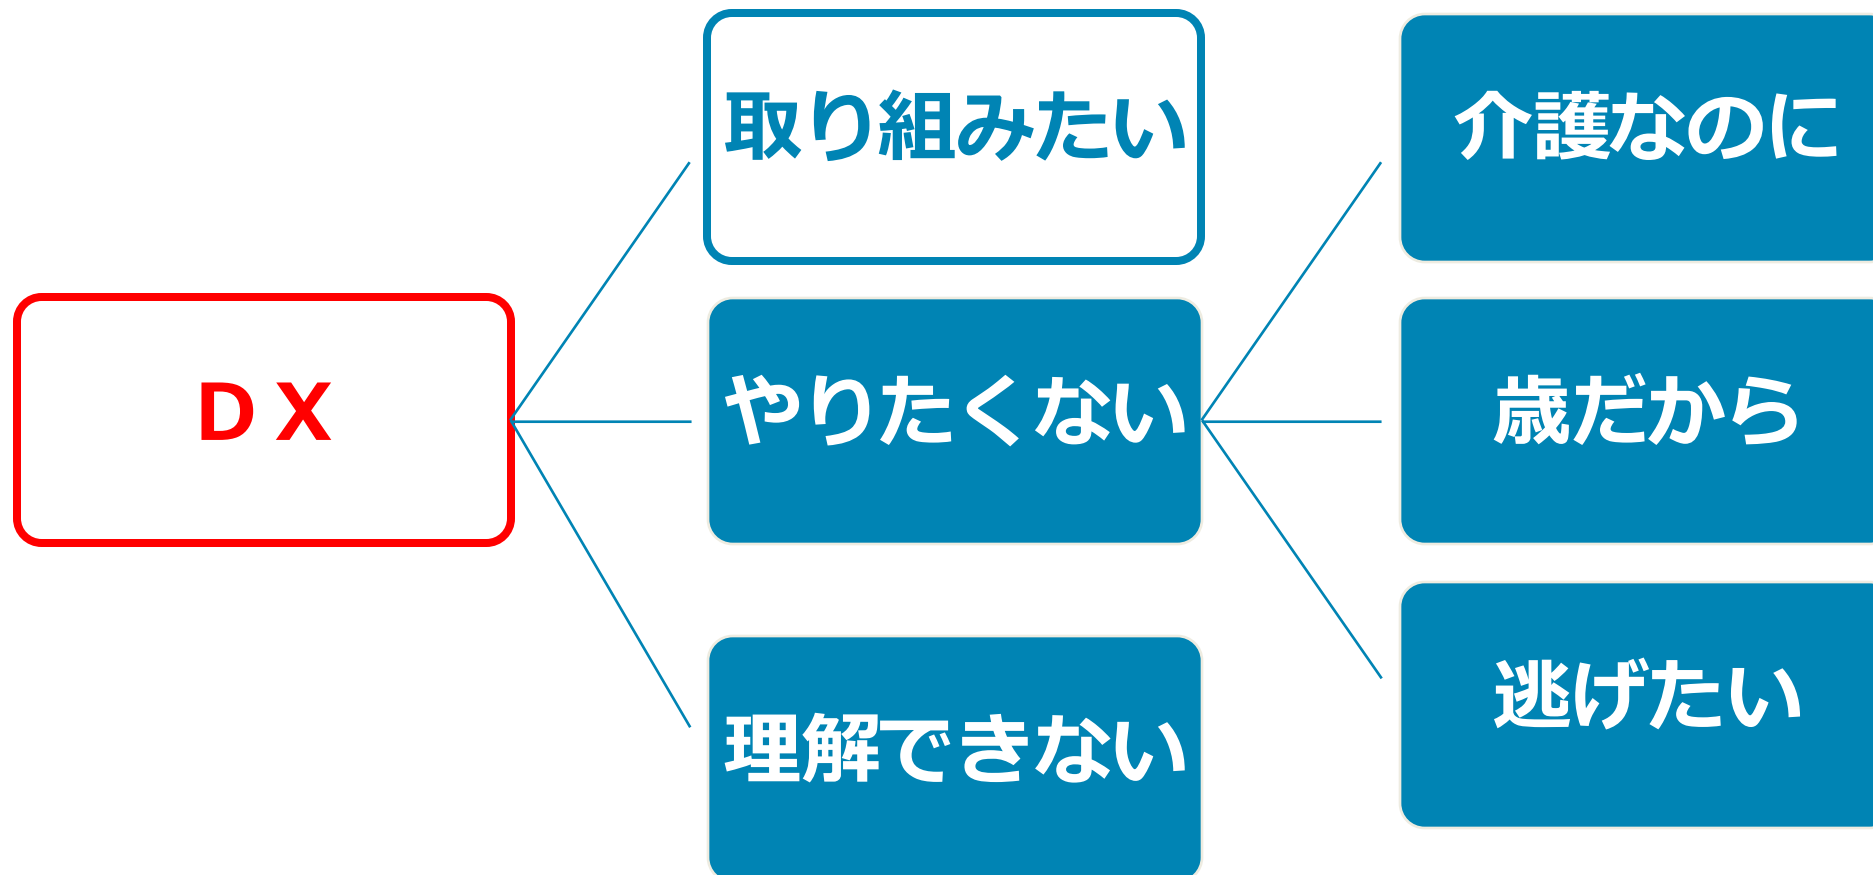 ＤＸ
取り組みたい
やりたくない
理解できない
介護なのに
歳だから
逃げたい